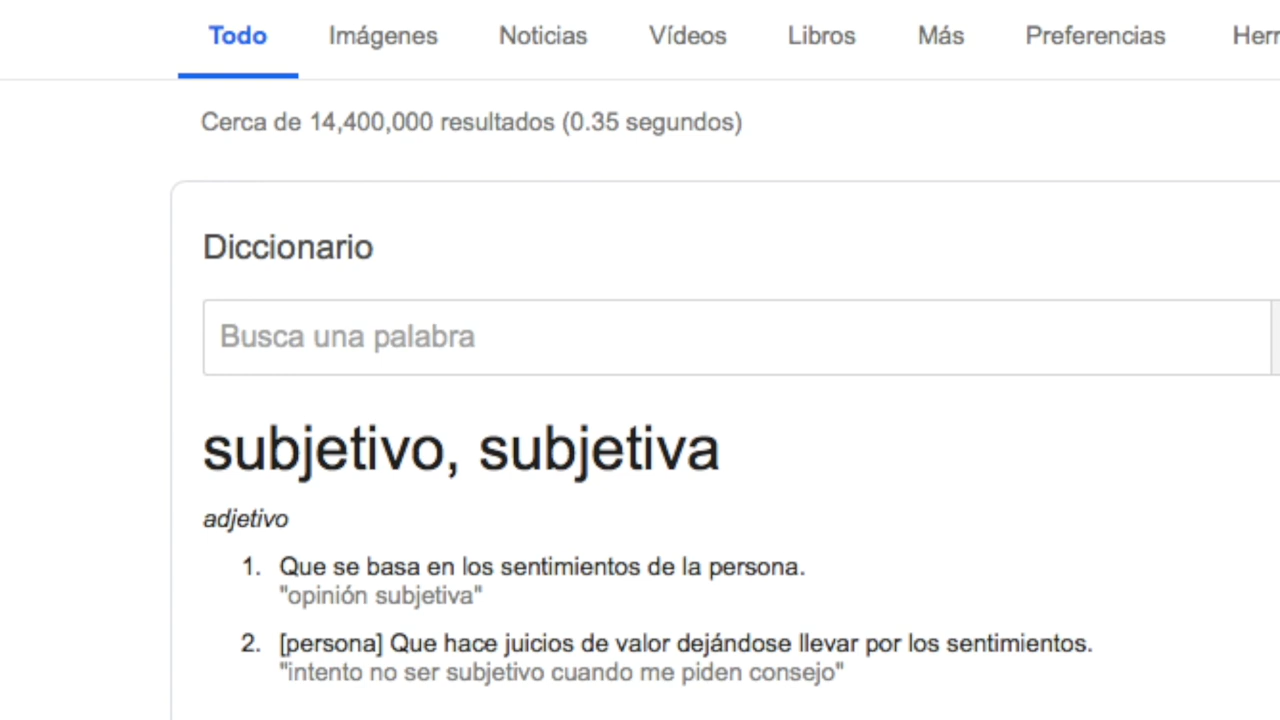 Todo Imágenes Noticias Vídeos Libros Más Preferencias Herr
Cerca de 14,400,000 resultados (0.35 segundos)
Diccionario
Busca una palabra
subjetivo, subjetiva
adjetivo
1. Que se basa en los sentimientos de la persona.
"opinión subjetiva"
2. [persona] Que hace juicios de valor dejándose llevar por los sentimientos.
"intento no ser subjetivo cuando me piden consejo"